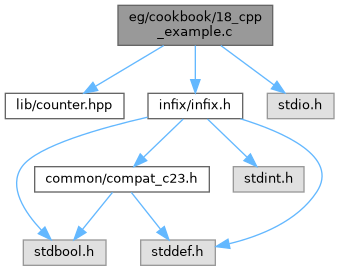 eg/cookbook/18_cpp
_example.c
lib/counter.hpp
infix/infix.h
stdio.h
common/compat_c23.h
stdint.h
stdbool.h
stddef.h